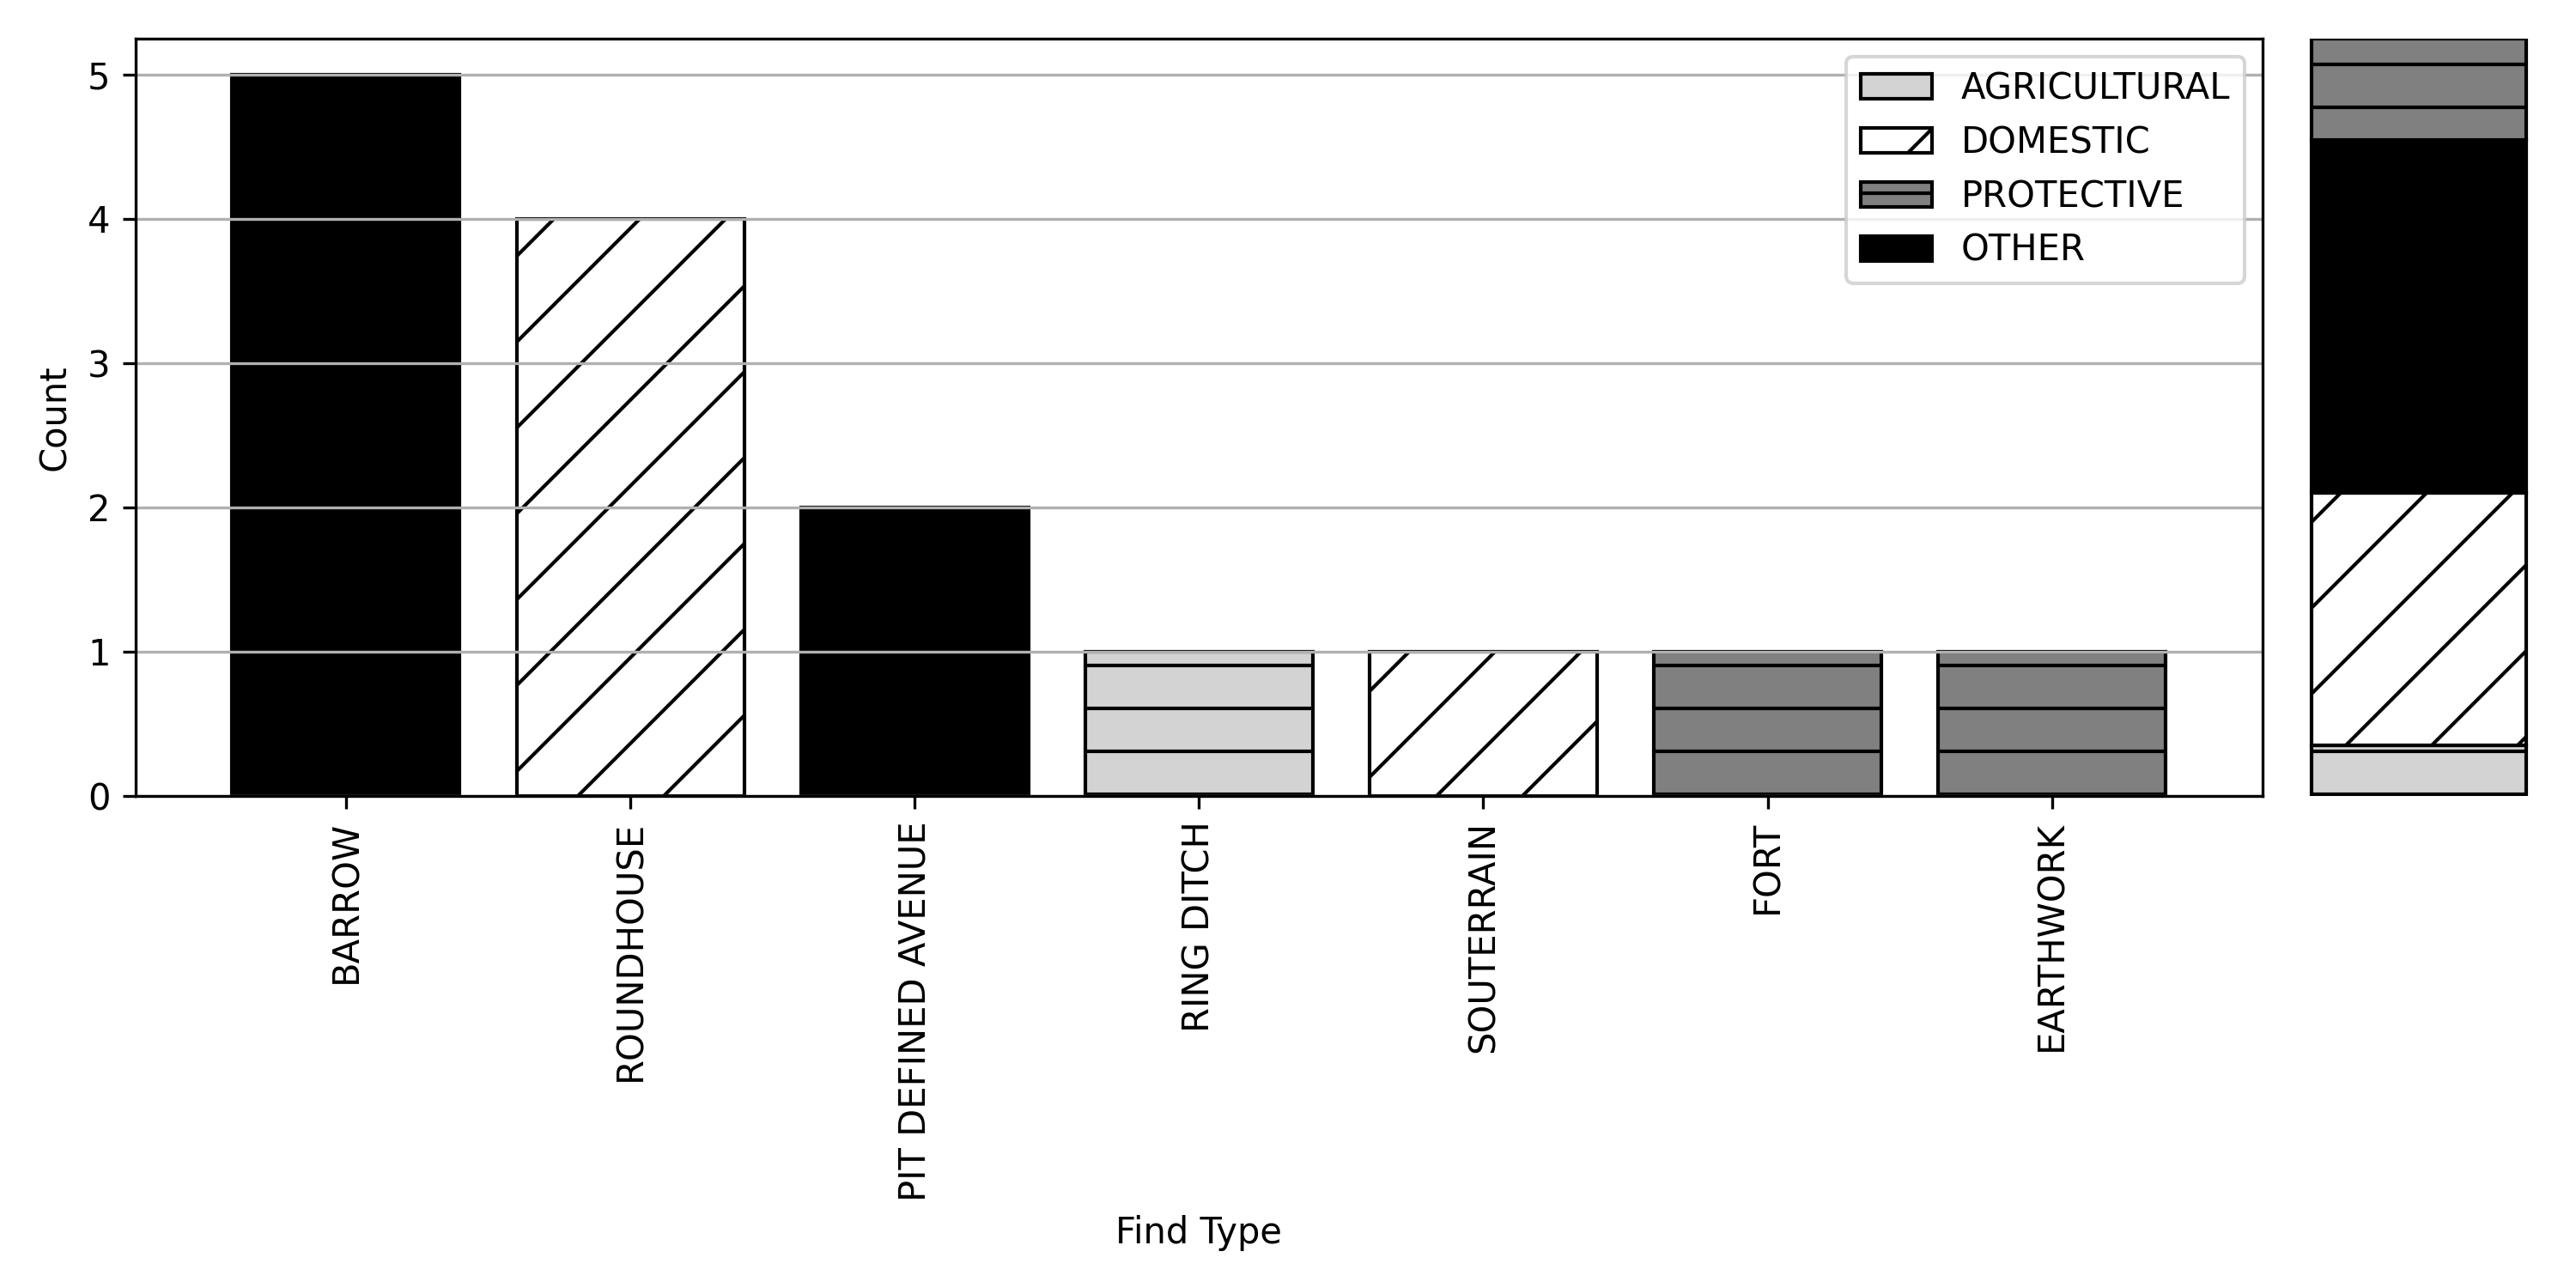 5
4
3
2
1
0
Count
AGRICULTURAL
DOMESTIC
PROTECTIVE
OTHER
BARROW
ROUNDHOUSE
PIT DEFINED AVENUE
RING DITCH
SOUTERRAIN
FORT
EARTHWORK
Find Type